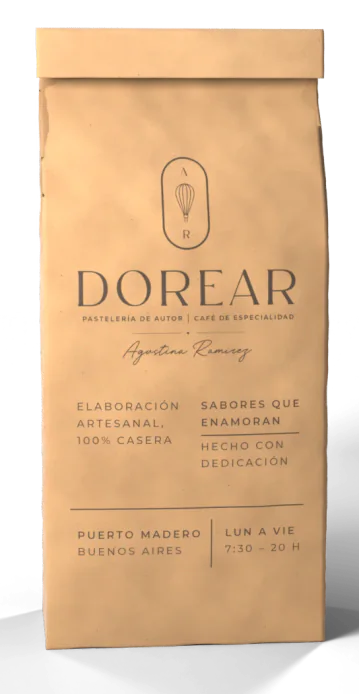 A
R
DOREAR
PASTELERÍA DE AUTOR | CAFÉ DE ESPECIALIDAD
Agustina Ramirez
ELABORACIÓN
ARTESANAL,
100% CASERA
SABORES QUE
ENAMORAN
HECHO CON
DEDICACIÓN
PUERTO MADERO
BUENOS AIRES
LUN A VIE
7:30 – 20 H